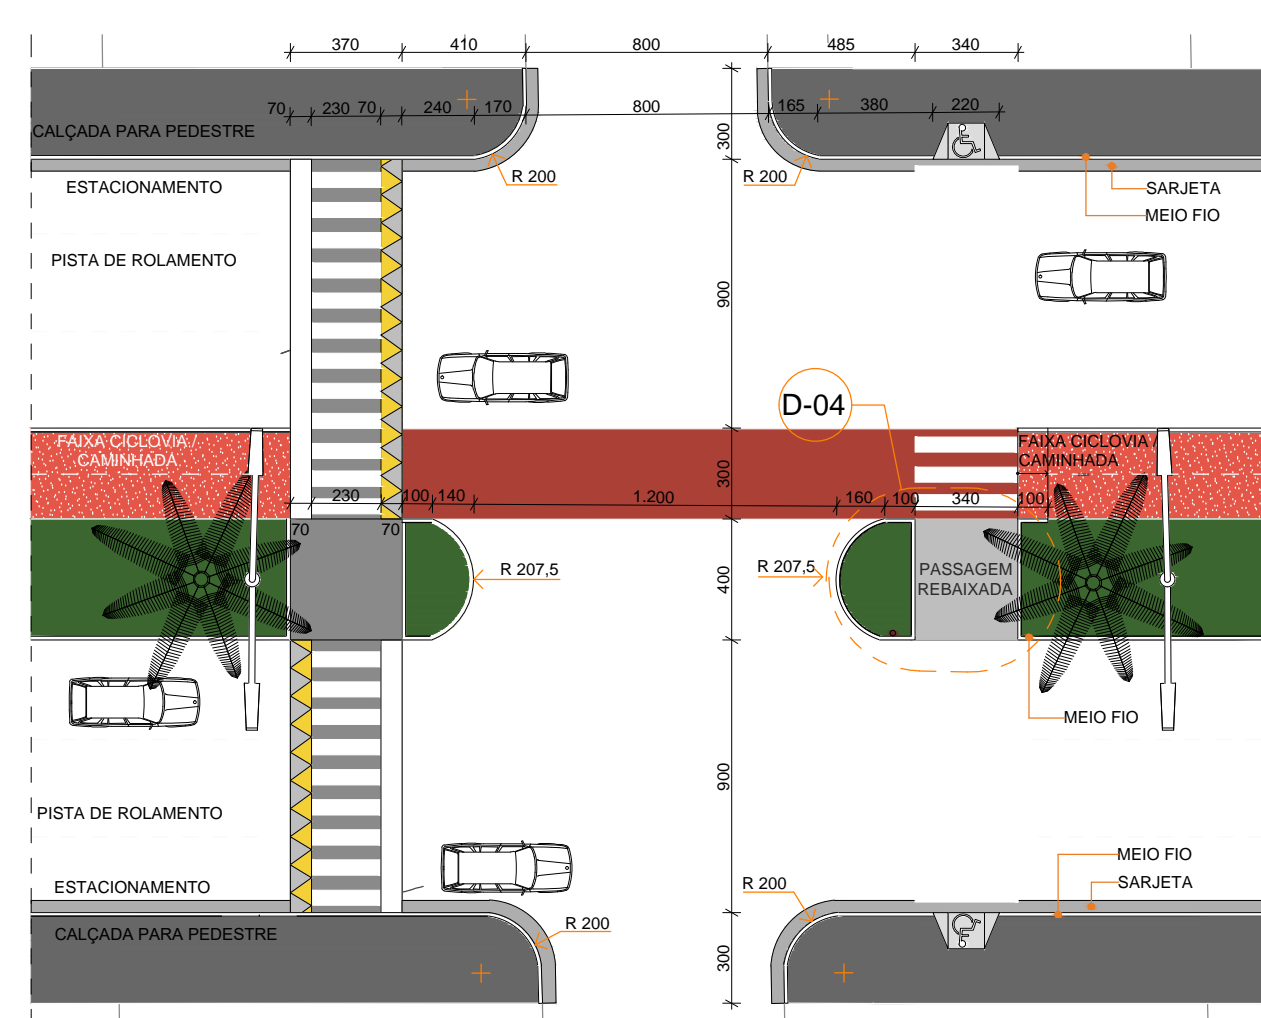 370 410 800 485 340
70 230 70 240 170 800 165 380 220
CALÇADA PARA PEDESTRE
300
R 200
R 200
ESTACIONAMENTO
SARJETA
MEIO FIO
PISTA DE ROLAMENTO
900
D-04
FAIXA CICLOVIA /
CAMINHADA
FAIXA CICLOVIA /
CAMINHADA
300
230 100 140 1.200 160 100 340 100
70 70
R 207,5
R 207,5
400
PASSAGEM
REBAIXADA
MEIO FIO
900
PISTA DE ROLAMENTO
MEIO FIO
SARJETA
ESTACIONAMENTO
R 200
R 200
CALÇADA PARA PEDESTRE
300